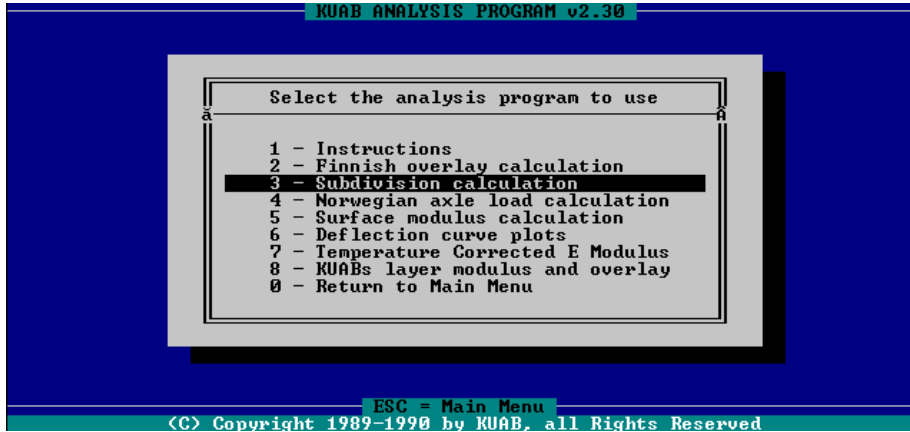 KUAB ANALYSIS PROGRAM v2.30
Select the analysis program to use
ă Â
1 - Instructions
2 - Finnish overlay calculation
3 - Subdivision calculation
4 - Norwegian axle load calculation
5 - Surface modulus calculation
6 - Deflection curve plots
7 - Temperature Corrected E Modulus
8 - KUABs layer modulus and overlay
0 - Return to Main Menu
ESC = Main Menu
(C) Copyright 1989-1990 by KUAB, all Rights Reserved